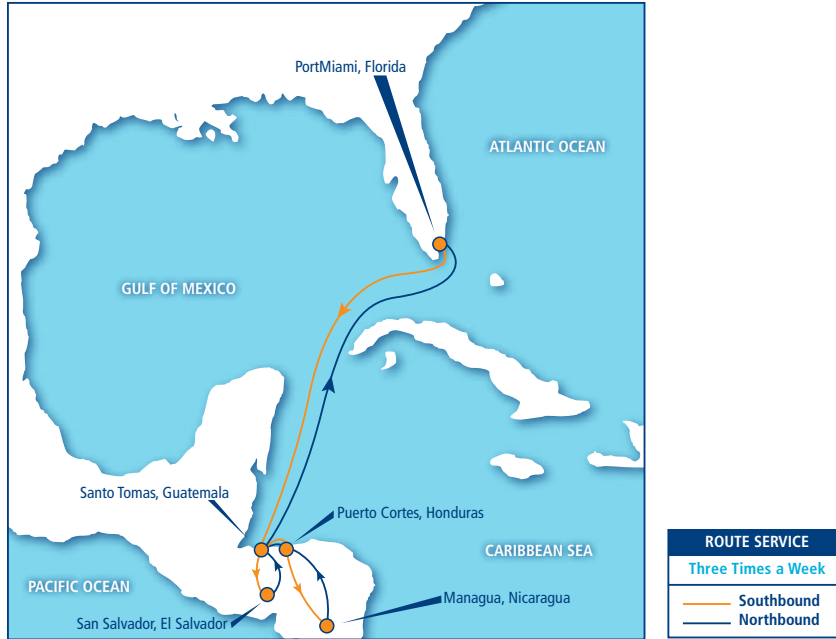 PortMiami, Florida
ATLANTIC OCEAN
GULF OF MEXICO
Santo Tomas, Guatemala
Puerto Cortes, Honduras
CARIBBEAN SEA
PACIFIC OCEAN
Managua, Nicaragua
San Salvador, El Salvador
ROUTE SERVICE
Three Times a Week
Southbound
Northbound